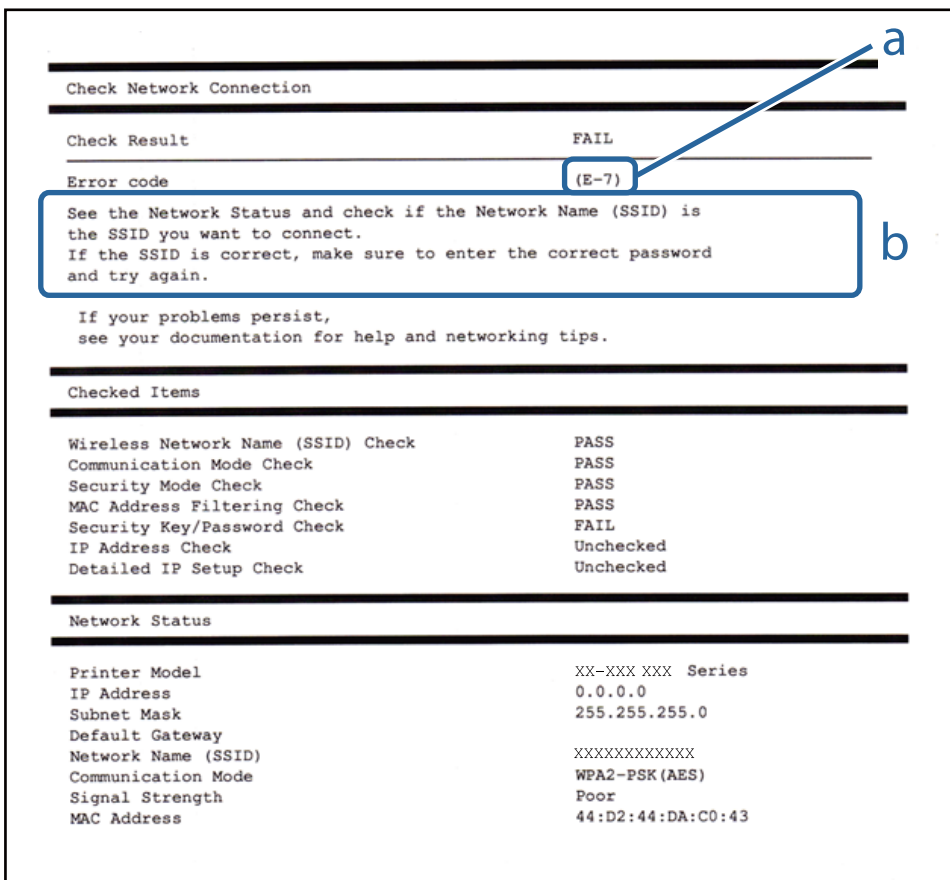 a
Check Network Connection
Check Result FAIL
Error code (E-7)
See the Network Status and check if the Network Name (SSID) is
the SSID you want to connect.
If the SSID is correct, make sure to enter the correct password
and try again.
b
If your problems persist,
see your documentation for help and networking tips.
Checked Items
Wireless Network Name (SSID) Check PASS
Communication Mode Check PASS
Security Mode Check PASS
MAC Address Filtering Check PASS
Security Key/Password Check FAIL
IP Address Check Unchecked
Detailed IP Setup Check Unchecked
Network Status
Printer Model XX-XXX XXX Series
IP Address 0.0.0.0
Subnet Mask 255.255.255.0
Default Gateway
Network Name (SSID) XXXXXXXXXXXX
Communication Mode WPA2-PSK(AES)
Signal Strength Poor
MAC Address 44:D2:44:DA:C0:43